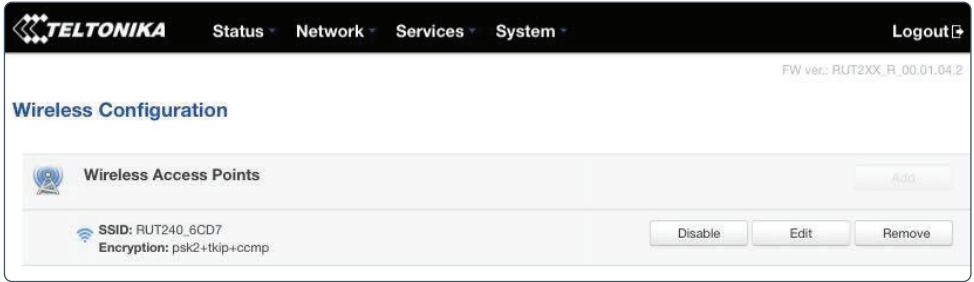 TELTONIKA Status Network Services System Logout
FW ver.: RUT2XX_R_00.01.04.2
Wireless Configuration
Wireless Access Points Add
SSID: RUT240_6CD7
Encryption: psk2+tkip+ccmp
Disable Edit Remove